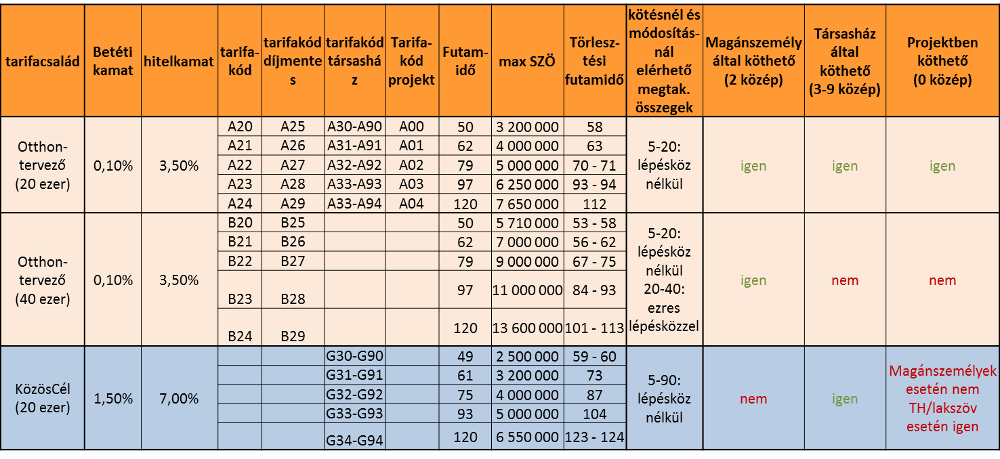 tarifacsalád
Betéti
kamat
hitelkamat
tarifa-
kód
tarifakód
díjmente
s
tarifakód
társashá
z
Tarifa-
kód
projekt
Futam-
idő
max SZÖ
Törlesz-
tési
futamidő
kötésnél és
módosítás-
nál
elérhető
megtak.
összegek
Magánszemély
által köthető
(2 közép)
Társasház
által
köthető
(3-9 közép)
Projektben
köthető
(0 közép)
Otthon-
tervező
(20 ezer)
0,10%
3,50%
A20 A25 A30-A90 A00 50 3 200 000 58
A21 A26 A31-A91 A01 62 4 000 000 63
A22 A27 A32-A92 A02 79 5 000 000 70 - 71
A23 A28 A33-A93 A03 97 6 250 000 93 - 94
A24 A29 A33-A94 A04 120 7 650 000 112
5-20:
lépésköz
nélkül
igen
igen
igen
Otthon-
tervező
(40 ezer)
0,10%
3,50%
B20 B25 50 5 710 000 53 - 58
B21 B26 62 7 000 000 56 - 62
B22 B27 79 9 000 000 67 - 75
B23 B28 97 11 000 000 84 - 93
B24 B29 120 13 600 000 101 - 113
5-20:
lépésköz
nélkül
20-40:
ezres
lépésközzel
igen
nem
nem
KözösCél
(20 ezer)
1,50%
7,00%
G30-G90 49 2 500 000 59 - 60
G31-G91 61 3 200 000 73
G32-G92 75 4 000 000 87
G33-G93 93 5 000 000 104
G34-G94 120 6 550 000 123 - 124
5-90:
lépésköz
nélkül
nem
igen
Magánszemélyek
esetén nem
TH/lakszöv
esetén igen